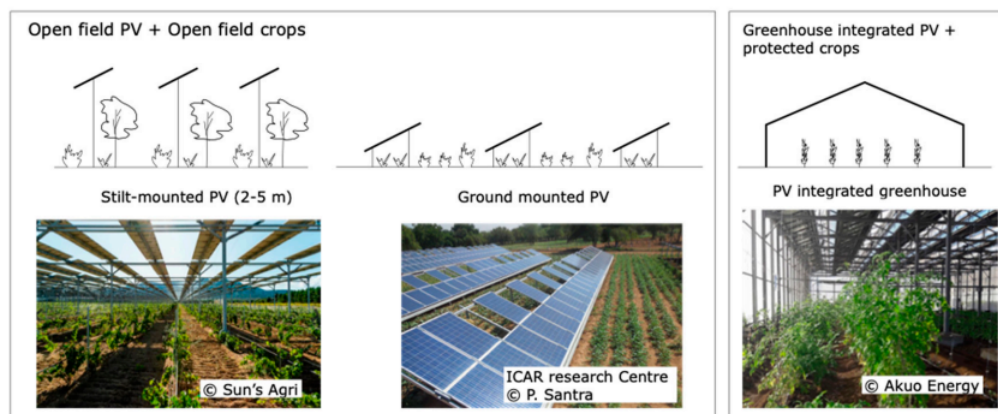 Open field PV + Open field crops
Stilt-mounted PV (2-5 m)
Ground mounted PV
© Sun's Agri
ICAR research Centre
© P. Santra
Greenhouse integrated PV +
protected crops
PV integrated greenhouse
© Akuo Energy